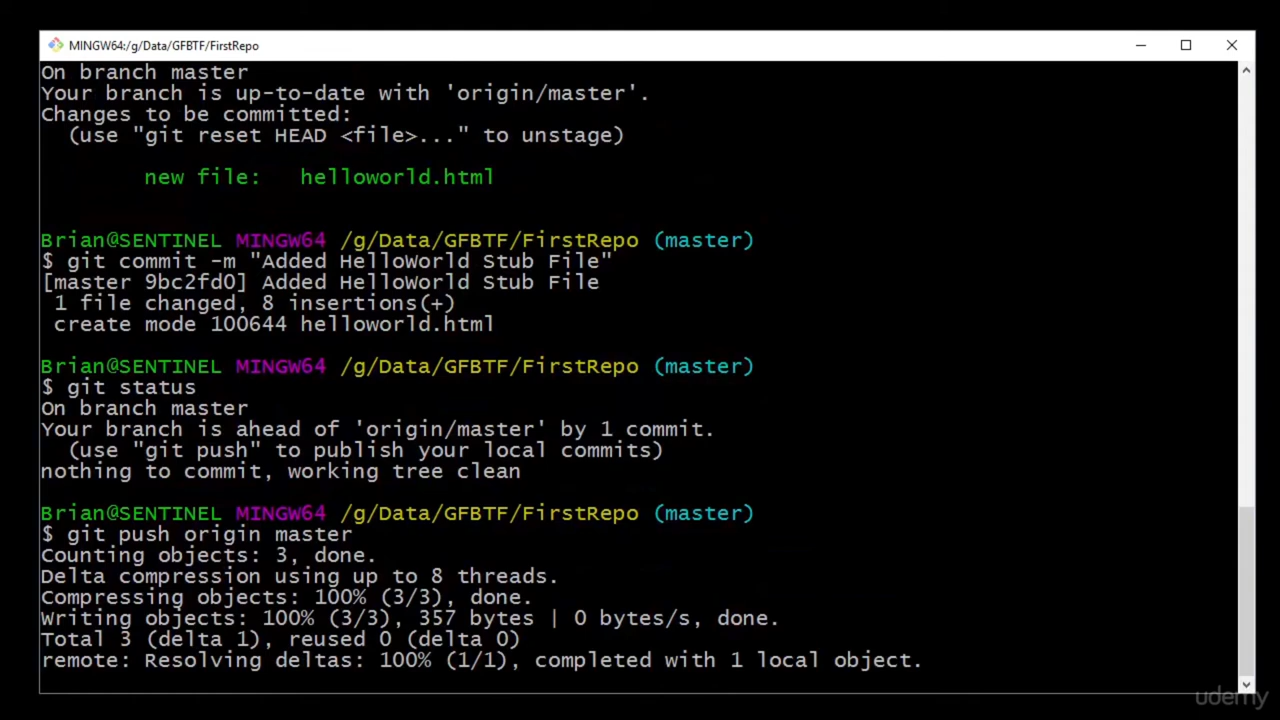 MINGW64:/g/Data/GFBTF/FirstRepo
On branch master
Your branch is up-to-date with 'origin/master'.
Changes to be committed:
  (use "git reset HEAD <file>..." to unstage)
        new file:   helloworld.html
Brian@SENTINEL MINGW64 /g/Data/GFBTF/FirstRepo (master)
$ git commit -m "Added HelloWorld Stub File"
[master 9bc2fd0] Added HelloWorld Stub File
 1 file changed, 8 insertions(+)
 create mode 100644 helloworld.html
Brian@SENTINEL MINGW64 /g/Data/GFBTF/FirstRepo (master)
$ git status
On branch master
Your branch is ahead of 'origin/master' by 1 commit.
  (use "git push" to publish your local commits)
nothing to commit, working tree clean
Brian@SENTINEL MINGW64 /g/Data/GFBTF/FirstRepo (master)
$ git push origin master
Counting objects: 3, done.
Delta compression using up to 8 threads.
Compressing objects: 100% (3/3), done.
Writing objects: 100% (3/3), 357 bytes | 0 bytes/s, done.
Total 3 (delta 1), reused 0 (delta 0)
remote: Resolving deltas: 100% (1/1), completed with 1 local object.
udemy